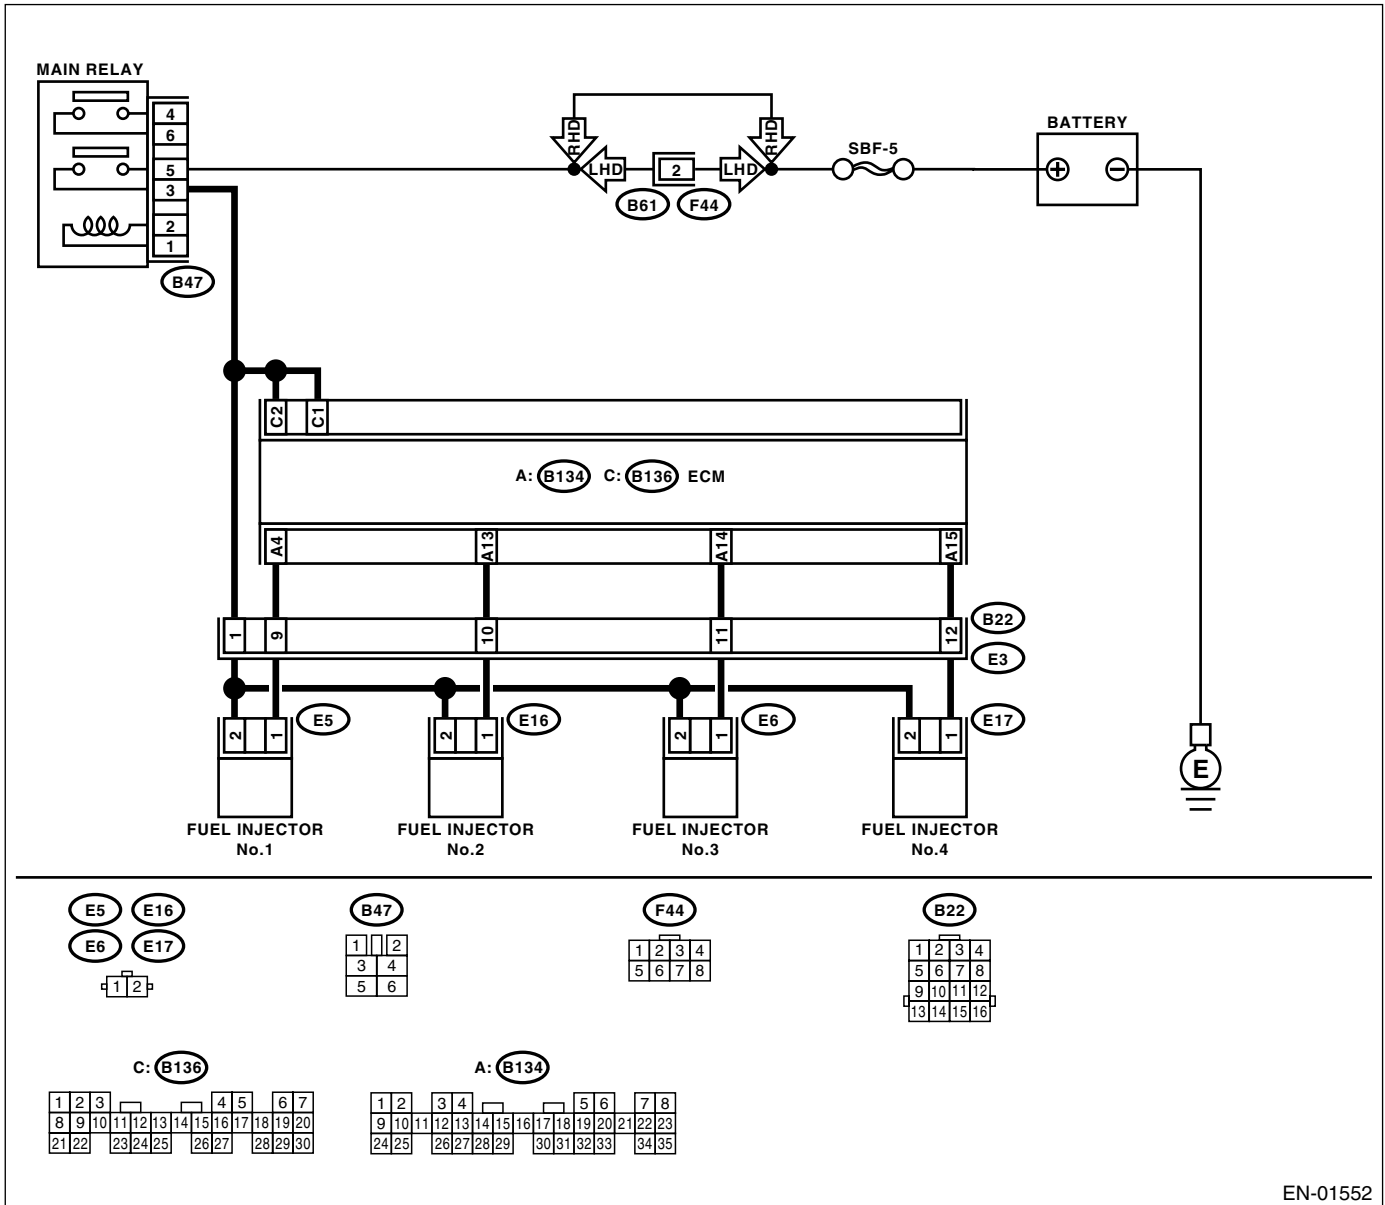 MAIN RELAY
4
6
5
3
2
1
B47
RHD
RHD
LHD
2
LHD
B61
F44
SBF-5
BATTERY
+
−
C2
C1
A: B134 C: B136 ECM
A4
A13
A14
A15
1
9
10
11
12
B22
E3
2
1
E5
2
1
E16
2
1
E6
2
1
E17
E
FUEL INJECTOR
No.1
FUEL INJECTOR
No.2
FUEL INJECTOR
No.3
FUEL INJECTOR
No.4
E5 E16
E6 E17
1 2
B47
1 2
3 4
5 6
F44
1 2 3 4
5 6 7 8
B22
1 2 3 4
5 6 7 8
9 10 11 12
13 14 15 16
C: B136
1 2 3 4 5 6 7
8 9 10 11 12 13 14 15 16 17 18 19 20
21 22 23 24 25 26 27 28 29 30
A: B134
1 2 3 4 5 6 7 8
9 10 11 12 13 14 15 16 17 18 19 20 21 22 23
24 25 26 27 28 29 30 31 32 33 34 35
EN-01552